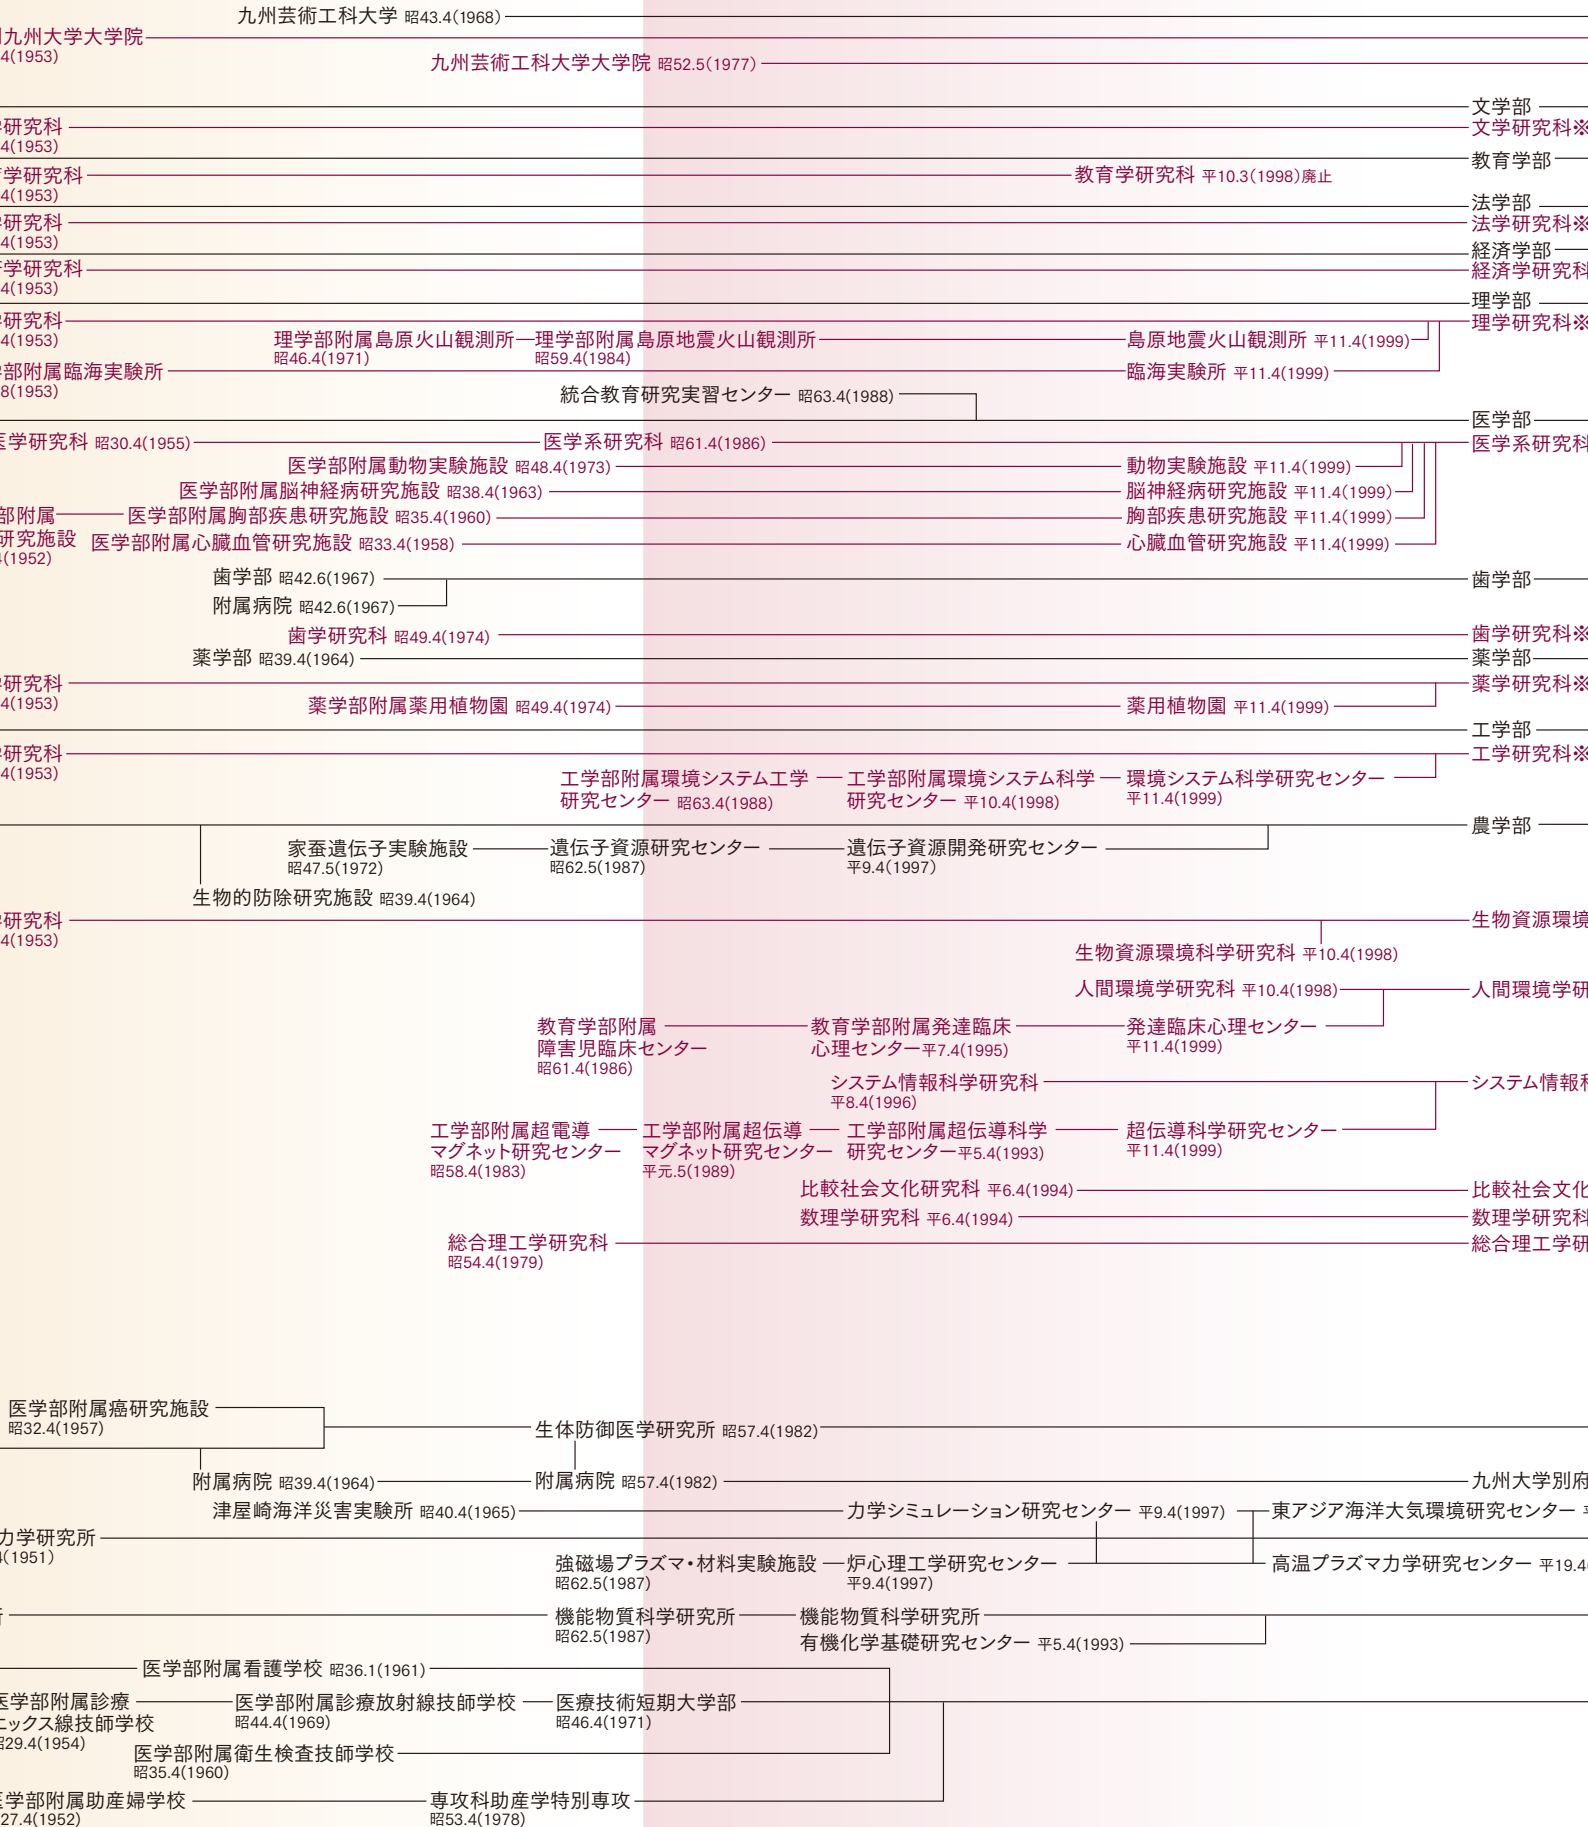 九州芸術工科大学 昭43.4(1968)
九州大学大学院
4(1953)
九州芸術工科大学大学院 昭52.5(1977)
文学部
研究科
文学研究科※
4(1953)
教育学部
学研究科
教育学研究科 平10.3(1998)廃止
4(1953)
法学部
研究科
法学研究科※
4(1953)
経済学部
学研究科
経済学研究科
4(1953)
理学部
研究科
理学研究科※
4(1953)
理学部附属島原火山観測所
昭46.4(1971)
理学部附属島原地震火山観測所
昭59.4(1984)
島原地震火山観測所 平11.4(1999)
部附属臨海実験所
8(1953)
臨海実験所 平11.4(1999)
統合教育研究実習センター 昭63.4(1988)
医学部
医学研究科 昭30.4(1955)
医学系研究科 昭61.4(1986)
医学系研究科
医学部附属動物実験施設 昭48.4(1973)
動物実験施設 平11.4(1999)
医学部附属脳神経病研究施設 昭38.4(1963)
脳神経病研究施設 平11.4(1999)
部附属
研究施設
(1952)
医学部附属胸部疾患研究施設 昭35.4(1960)
胸部疾患研究施設 平11.4(1999)
医学部附属心臓血管研究施設 昭33.4(1958)
心臓血管研究施設 平11.4(1999)
歯学部 昭42.6(1967)
歯学部
附属病院 昭42.6(1967)
歯学研究科 昭49.4(1974)
歯学研究科※
薬学部 昭39.4(1964)
薬学部
研究科
4(1953)
薬学研究科※
薬学部附属薬用植物園 昭49.4(1974)
薬用植物園 平11.4(1999)
工学部
研究科
4(1953)
工学研究科※
工学部附属環境システム工学
研究センター 昭63.4(1988)
工学部附属環境システム科学
研究センター 平10.4(1998)
環境システム科学研究センター
平11.4(1999)
農学部
家蚕遺伝子実験施設
昭47.5(1972)
遺伝子資源研究センター
昭62.5(1987)
遺伝子資源開発研究センター
平9.4(1997)
生物的防除研究施設 昭39.4(1964)
研究科
4(1953)
生物資源環境
生物資源環境科学研究科 平10.4(1998)
人間環境学研究科 平10.4(1998)
人間環境学研
教育学部附属
障害児臨床センター
昭61.4(1986)
教育学部附属発達臨床
心理センター平7.4(1995)
発達臨床心理センター
平11.4(1999)
システム情報科学研究科
平8.4(1996)
システム情報科
工学部附属超電導
マグネット研究センター
昭58.4(1983)
工学部附属超伝導
マグネット研究センター
平元.5(1989)
工学部附属超伝導科学
研究センター平5.4(1993)
超伝導科学研究センター
平11.4(1999)
比較社会文化研究科 平6.4(1994)
比較社会文化
数理学研究科 平6.4(1994)
数理学研究科
総合理工学研究科
昭54.4(1979)
総合理工学研
医学部附属癌研究施設
昭32.4(1957)
生体防御医学研究所 昭57.4(1982)
附属病院 昭39.4(1964)
附属病院 昭57.4(1982)
九州大学別府
津屋崎海洋災害実験所 昭40.4(1965)
力学シミュレーション研究センター 平9.4(1997)
東アジア海洋大気環境研究センター
力学研究所
(1951)
強磁場プラズマ・材料実験施設
昭62.5(1987)
炉心理工学研究センター
平9.4(1997)
高温プラズマ力学研究センター 平19.4
機能物質科学研究所
昭62.5(1987)
機能物質科学研究所
有機化学基礎研究センター 平5.4(1993)
医学部附属看護学校 昭36.1(1961)
医学部附属診療
ックス線技師学校
29.4(1954)
医学部附属診療放射線技師学校
昭44.4(1969)
医療技術短期大学部
昭46.4(1971)
医学部附属衛生検査技師学校
昭35.4(1960)
医学部附属助産婦学校
27.4(1952)
専攻科助産学特別専攻
昭53.4(1978)